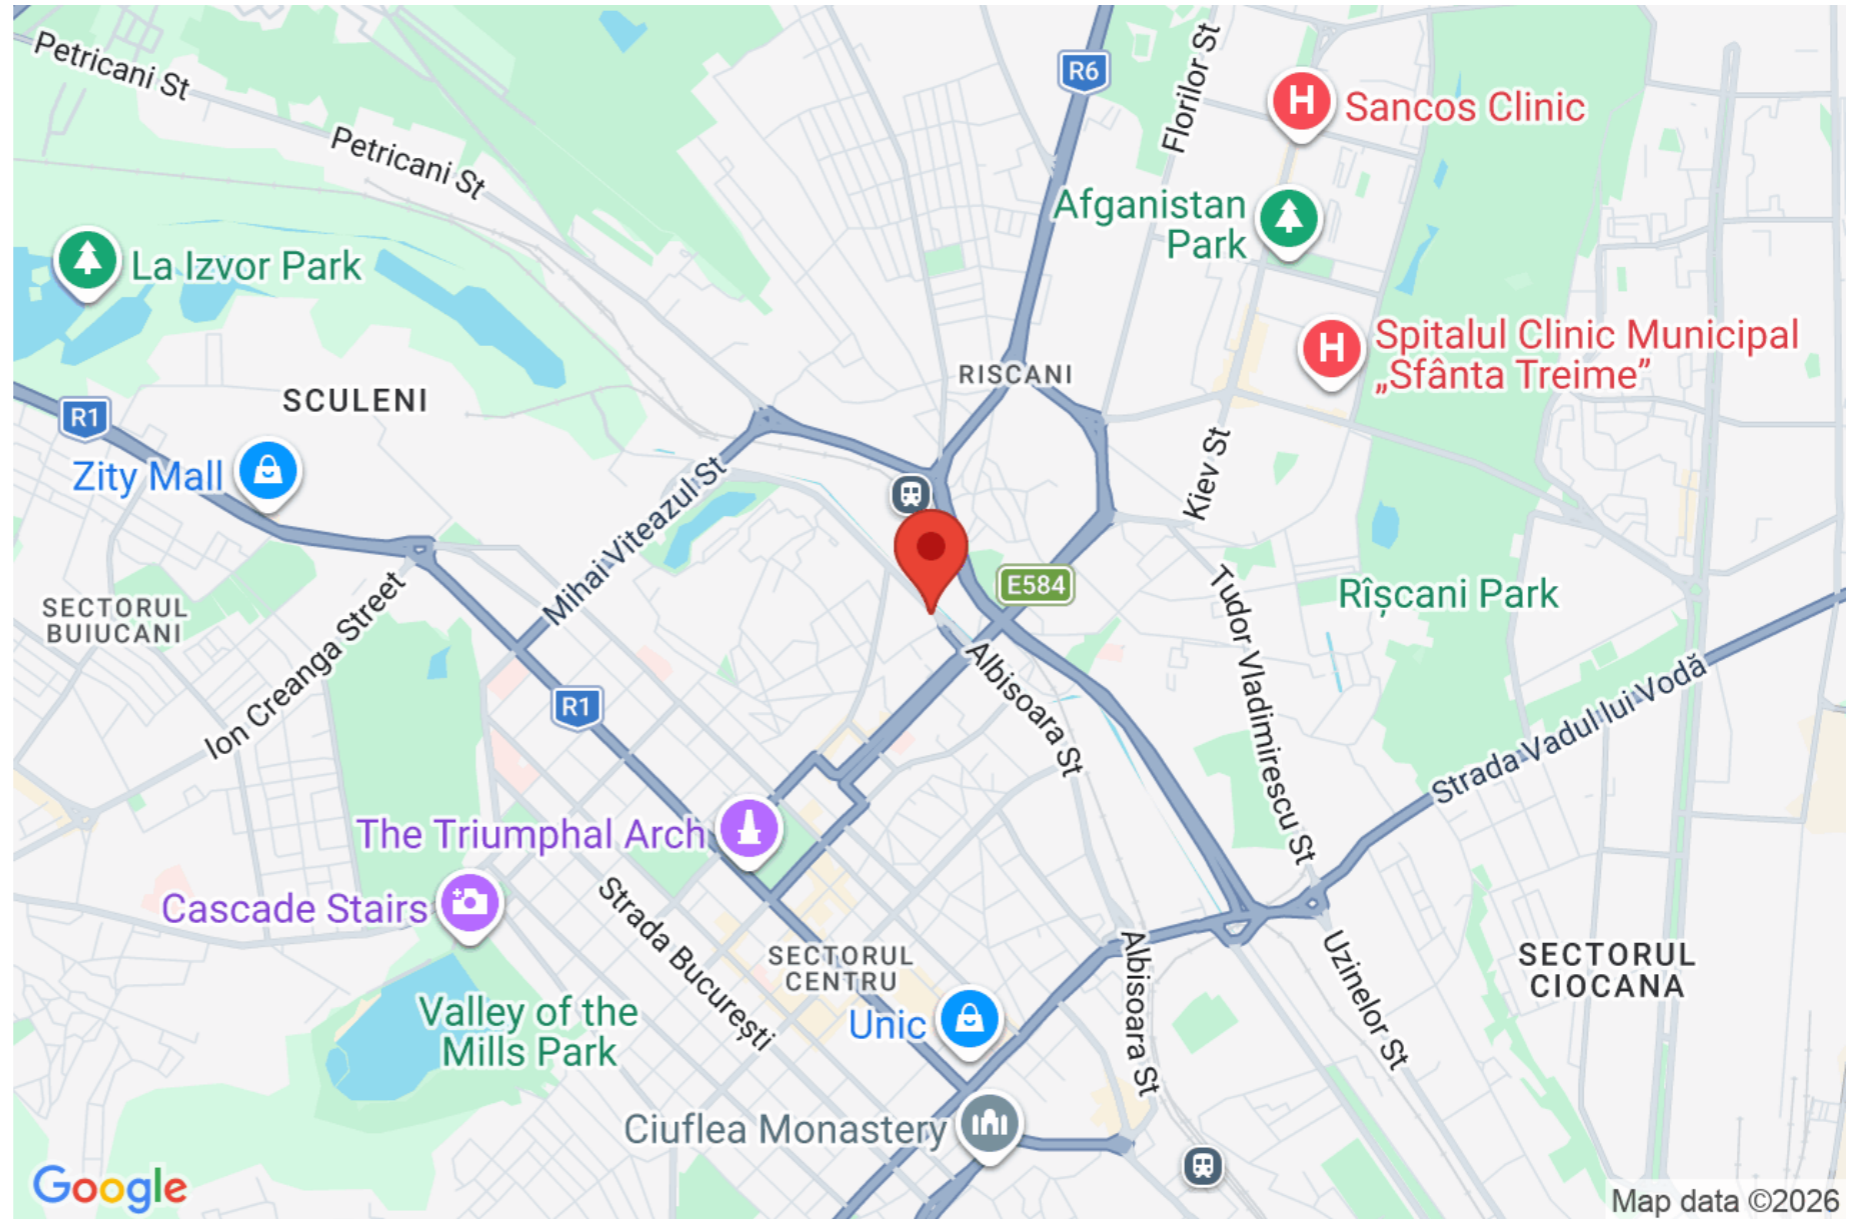 Petricani St
Petricani St
R6
Florilor St
H
Sancos Clinic
Afganistan
Park
La Izvor Park
H
Spitalul Clinic Municipal
„Sfânta Treime”
RISCANI
SCULENI
R1
Zity Mall
Mihai Viteazul St
Kiev St
E584
Tudor Vladimirescu St
Rîșcani Park
SECTORUL
BUIUCANI
Ion Creanga Street
R1
Albisoara St
Strada Vadul lui Vodă
The Triumphal Arch
Cascade Stairs
Strada București
SECTORUL
CENTRU
Albisoara St
Uzinelor St
SECTORUL
CIOCANA
Valley of the
Mills Park
Unic
Ciuflea Monastery
Google
Map data ©2026